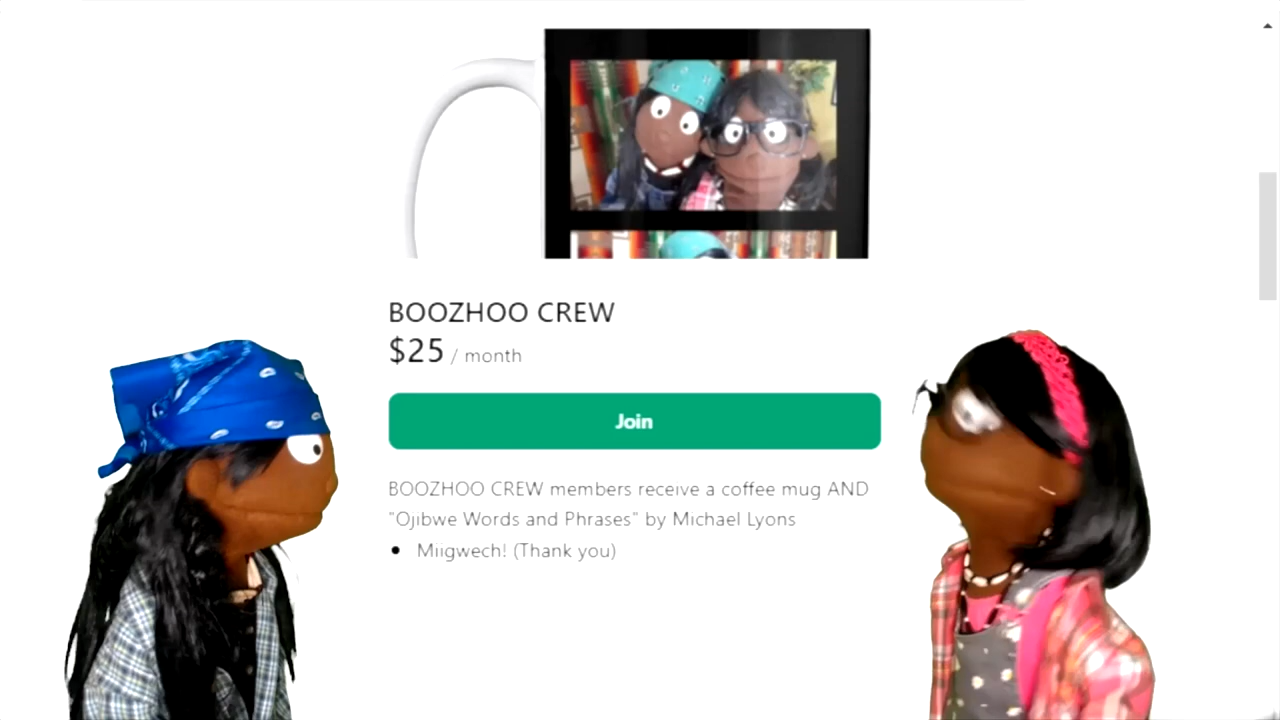 BOOZHOO CREW
$25 / month
Join
BOOZHOO CREW members receive a coffee mug AND
"Ojibwe Words and Phrases" by Michael Lyons
• Miigwech! (Thank you)